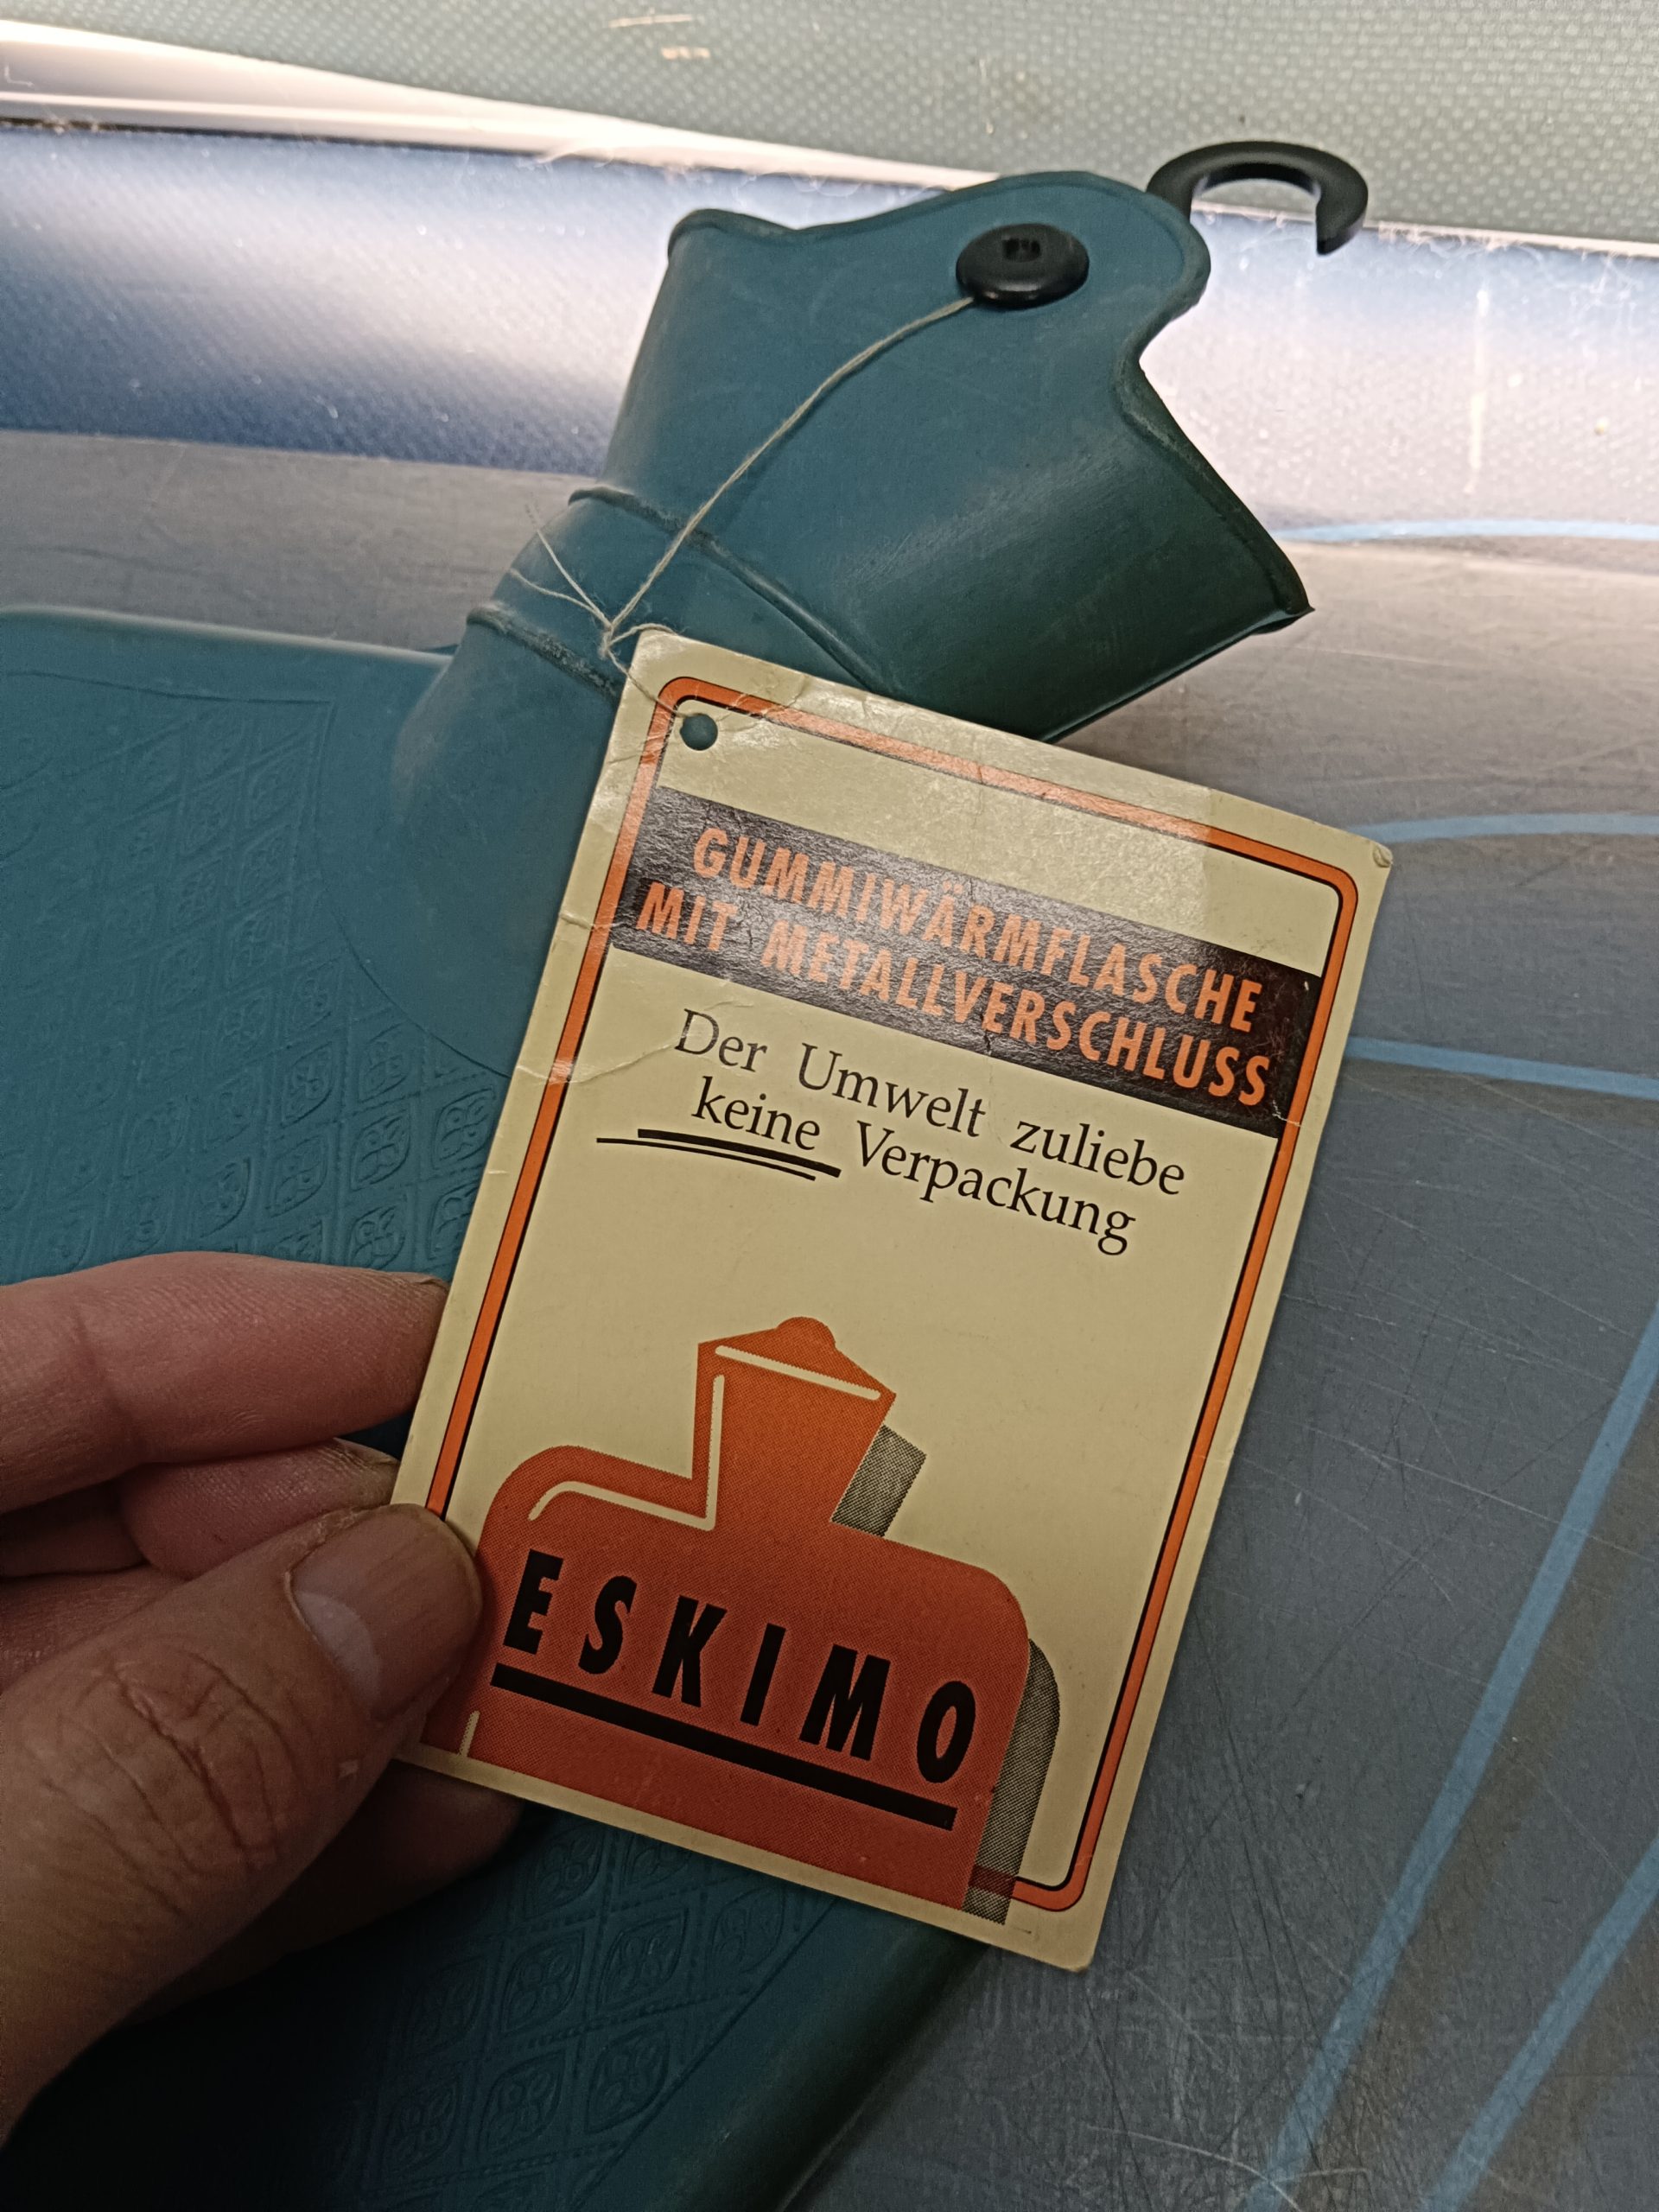 GUMMIWÄRMFLASCHE
MIT METALLVERSCHLUSS
Der Umwelt zuliebe
keine Verpackung
ESKIMO